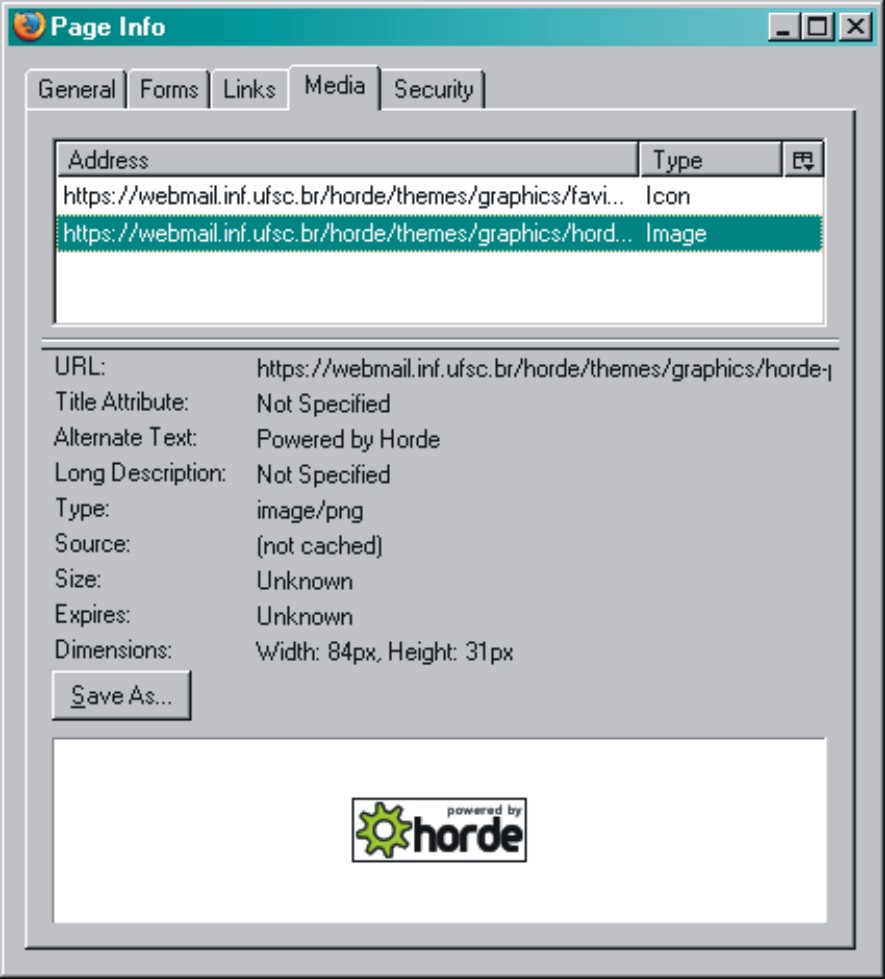 Page Info
General Forms Links Media Security
Address Type
https://webmail.inf.ufsc.br/horde/themes/graphics/favi... Icon
https://webmail.inf.ufsc.br/horde/themes/graphics/hord... Image
URL: https://webmail.inf.ufsc.br/horde/themes/graphics/horde-
Title Attribute: Not Specified
Alternate Text: Powered by Horde
Long Description: Not Specified
Type: image/png
Source: (not cached)
Size: Unknown
Expires: Unknown
Dimensions: Width: 84px, Height: 31px
Save As...
powered by
horde